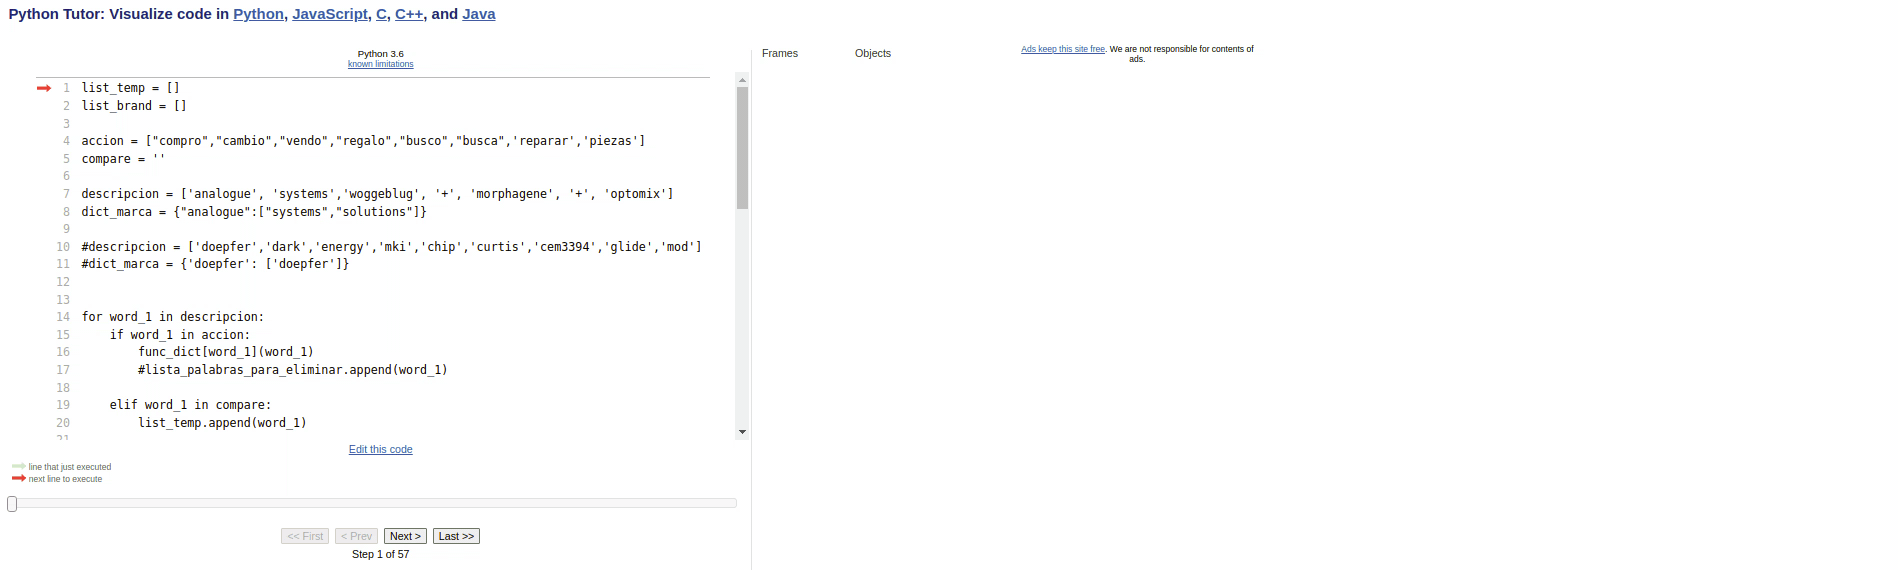 Python Tutor: Visualize code in Python, JavaScript, C, C++, and Java
Python 3.6
known limitations
1 list_temp = []
2 list_brand = []
3
4 accion = ["compro","cambio","vendo","regalo","busco","busca",'reparar','piezas']
5 compare = ''
6
7 descripcion = ['analogue', 'systems','woggeblug', '+', 'morphagene', '+', 'optomix']
8 dict_marca = {"analogue":["systems","solutions"]}
9
10 #descripcion = ['doepfer','dark','energy','mki','chip','curtis','cem3394','glide','mod']
11 #dict_marca = {'doepfer': ['doepfer']}
12
13
14 for word_1 in descripcion:
15     if word_1 in accion:
16         func_dict[word_1](word_1)
17         #lista_palabras_para_eliminar.append(word_1)
18
19     elif word_1 in compare:
20         list_temp.append(word_1)
21
Edit this code
line that just executed
next line to execute
<< First < Prev Next > Last >>
Step 1 of 57
Frames Objects
Ads keep this site free. We are not responsible for contents of
ads.